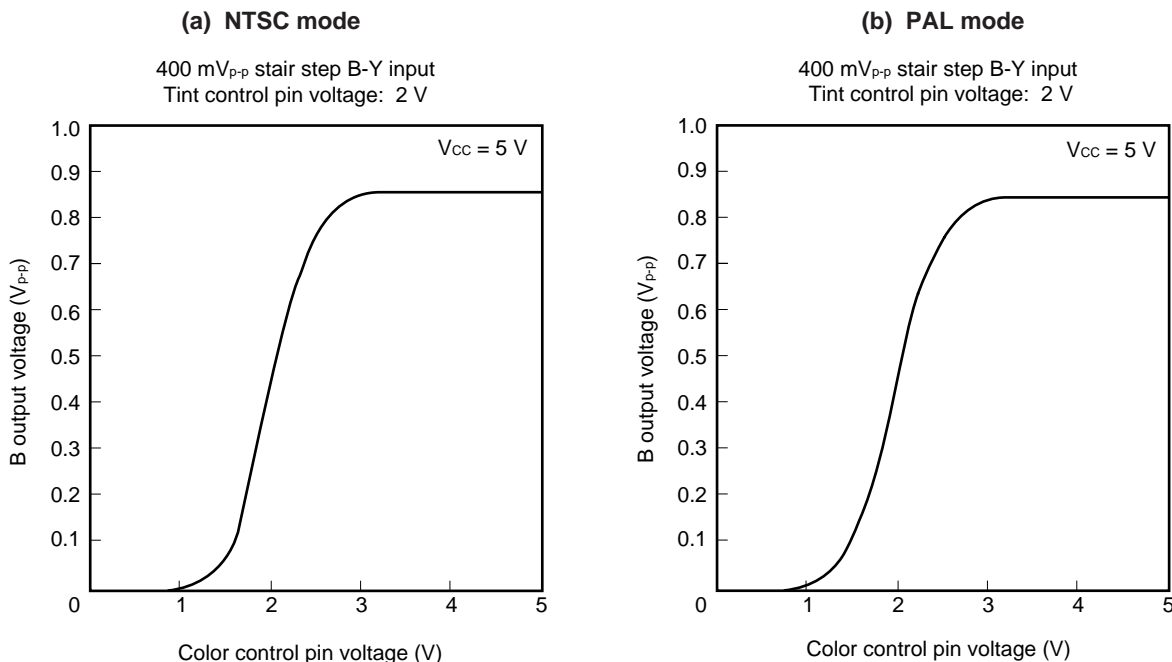 (a) NTSC mode
400 mVp-p stair step B-Y input
Tint control pin voltage: 2 V
VCC = 5 V
B output voltage (Vp-p)
1.0
0.9
0.8
0.7
0.6
0.5
0.4
0.3
0.2
0.1
0
1
2
3
4
5
Color control pin voltage (V)
(b) PAL mode
400 mVp-p stair step B-Y input
Tint control pin voltage: 2 V
VCC = 5 V
B output voltage (Vp-p)
1.0
0.9
0.8
0.7
0.6
0.5
0.4
0.3
0.2
0.1
0
1
2
3
4
5
Color control pin voltage (V)